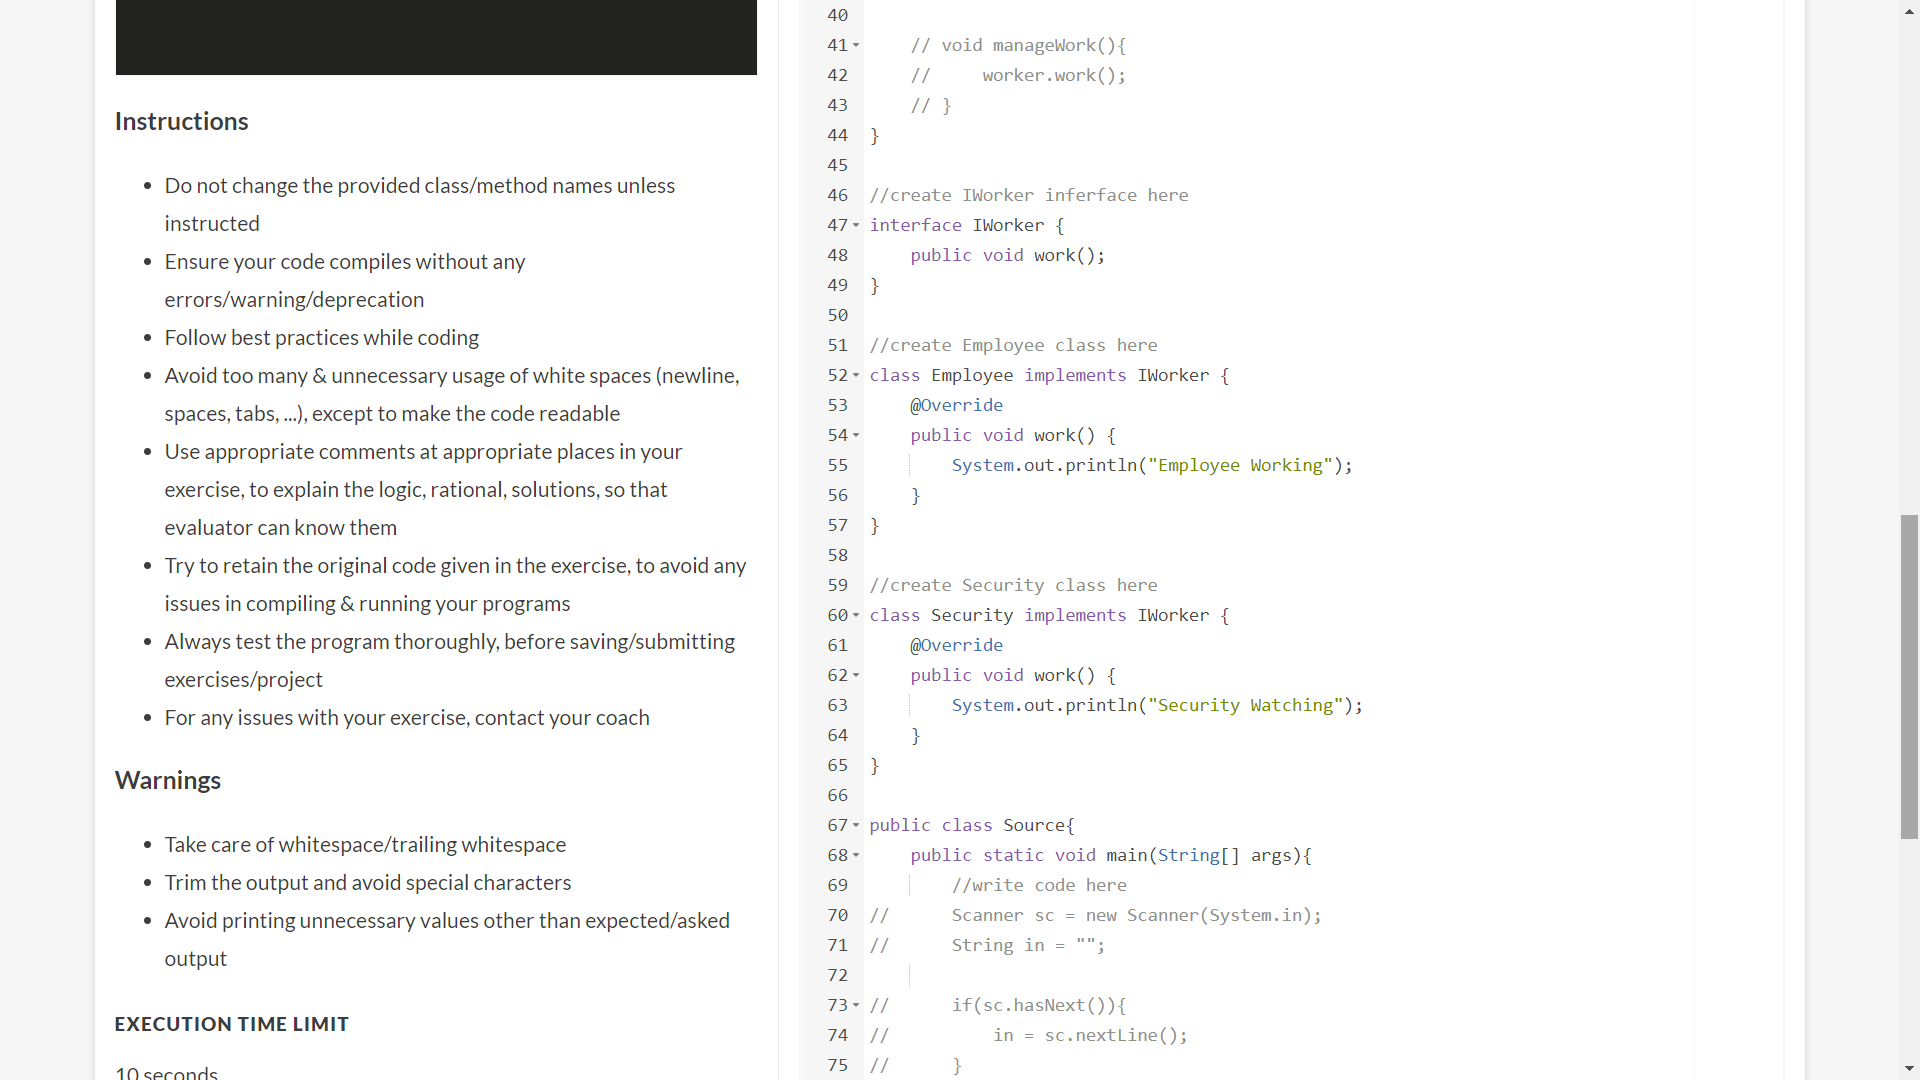 Instructions
Do not change the provided class/method names unless
instructed
Ensure your code compiles without any
errors/warning/deprecation
Follow best practices while coding
Avoid too many & unnecessary usage of white spaces (newline,
spaces, tabs, ...), except to make the code readable
Use appropriate comments at appropriate places in your
exercise, to explain the logic, rational, solutions, so that
evaluator can know them
Try to retain the original code given in the exercise, to avoid any
issues in compiling & running your programs
Always test the program thoroughly, before saving/submitting
exercises/project
For any issues with your exercise, contact your coach
Warnings
Take care of whitespace/trailing whitespace
Trim the output and avoid special characters
Avoid printing unnecessary values other than expected/asked
output
EXECUTION TIME LIMIT
10 seconds
40
41 // void manageWork(){
42 //     worker.work();
43 // }
44 }
45
46 //create IWorker inferface here
47 interface IWorker {
48     public void work();
49 }
50
51 //create Employee class here
52 class Employee implements IWorker {
53     @Override
54     public void work() {
55         System.out.println("Employee Working");
56     }
57 }
58
59 //create Security class here
60 class Security implements IWorker {
61     @Override
62     public void work() {
63         System.out.println("Security Watching");
64     }
65 }
66
67 public class Source{
68     public static void main(String[] args){
69         //write code here
70 //      Scanner sc = new Scanner(System.in);
71 //      String in = "";
72
73 //      if(sc.hasNext()){
74 //          in = sc.nextLine();
75 //      }